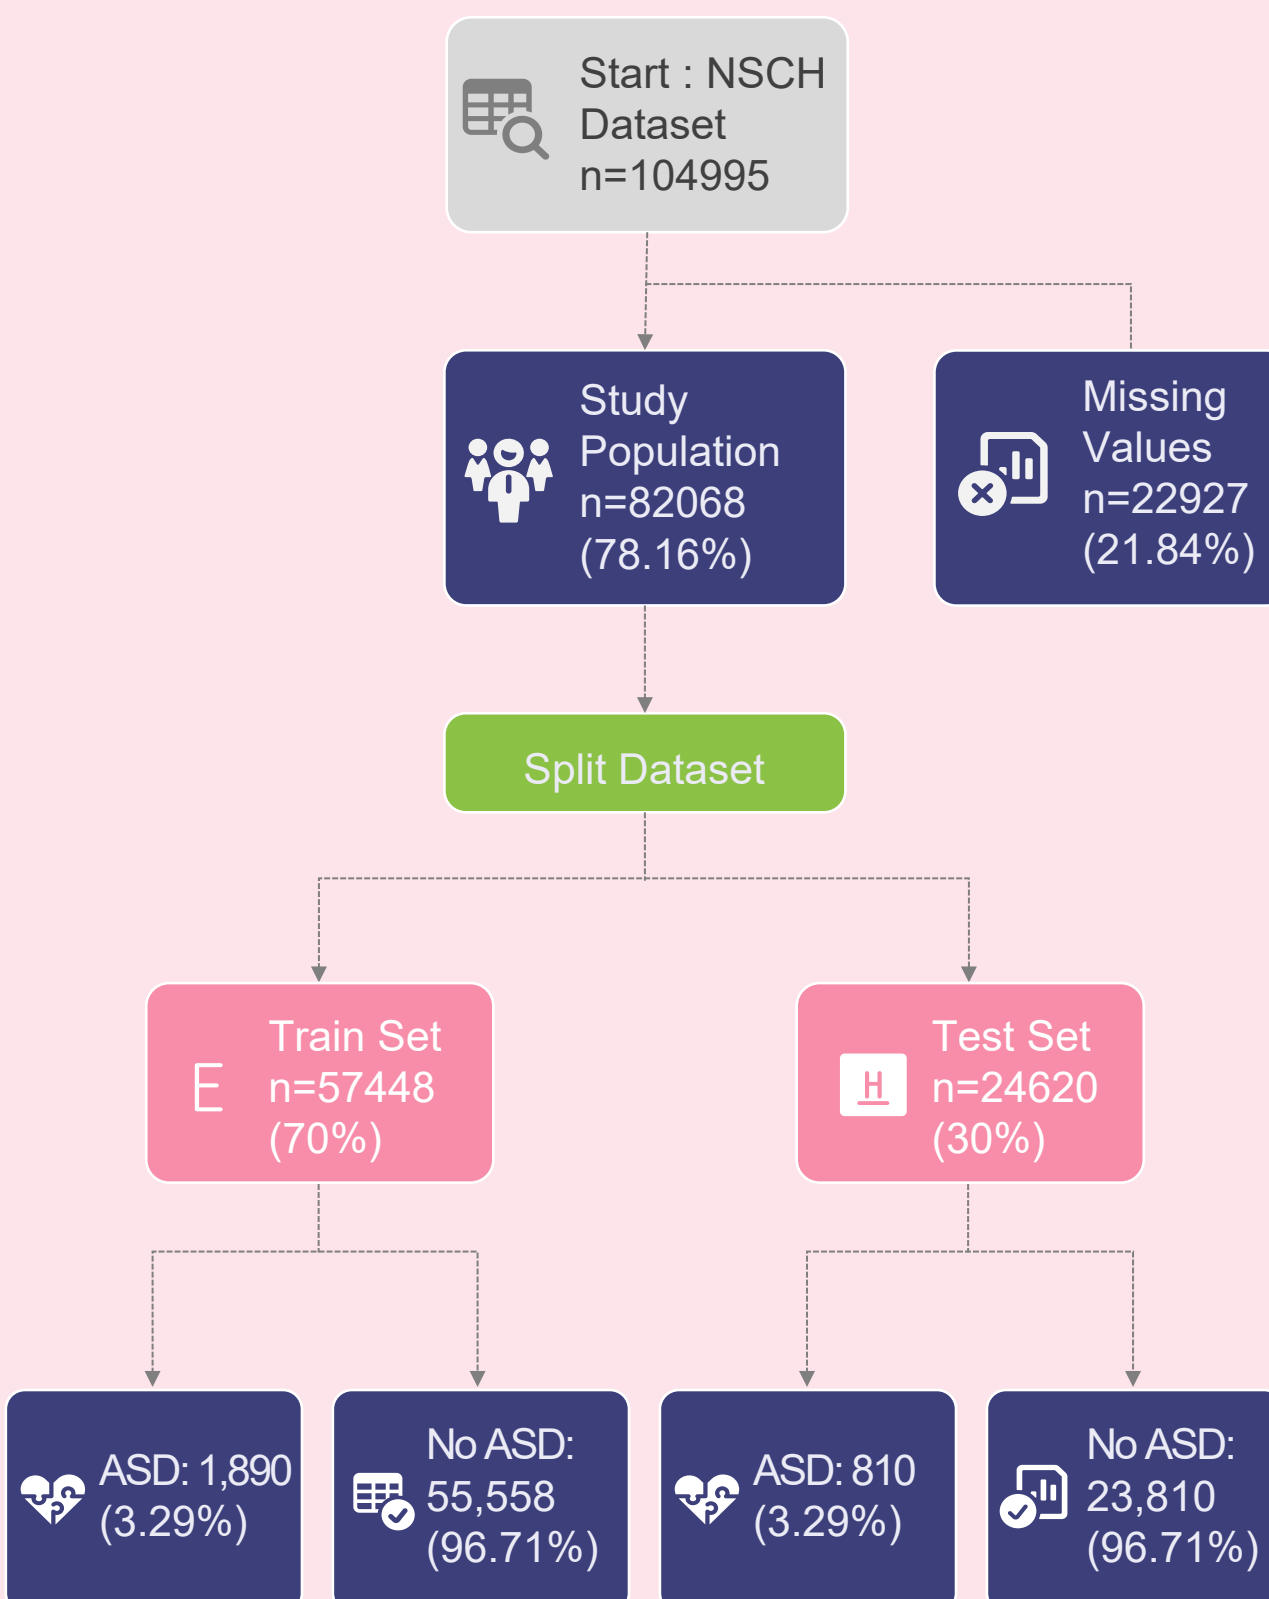 Start : NSCH
Dataset
n=104995
Study
Population
n=82068
(78.16%)
Missing
Values
n=22927
(21.84%)
Split Dataset
E
Train Set
n=57448
(70%)
H
Test Set
n=24620
(30%)
ASD: 1,890
(3.29%)
No ASD:
55,558
(96.71%)
ASD: 810
(3.29%)
No ASD:
23,810
(96.71%)